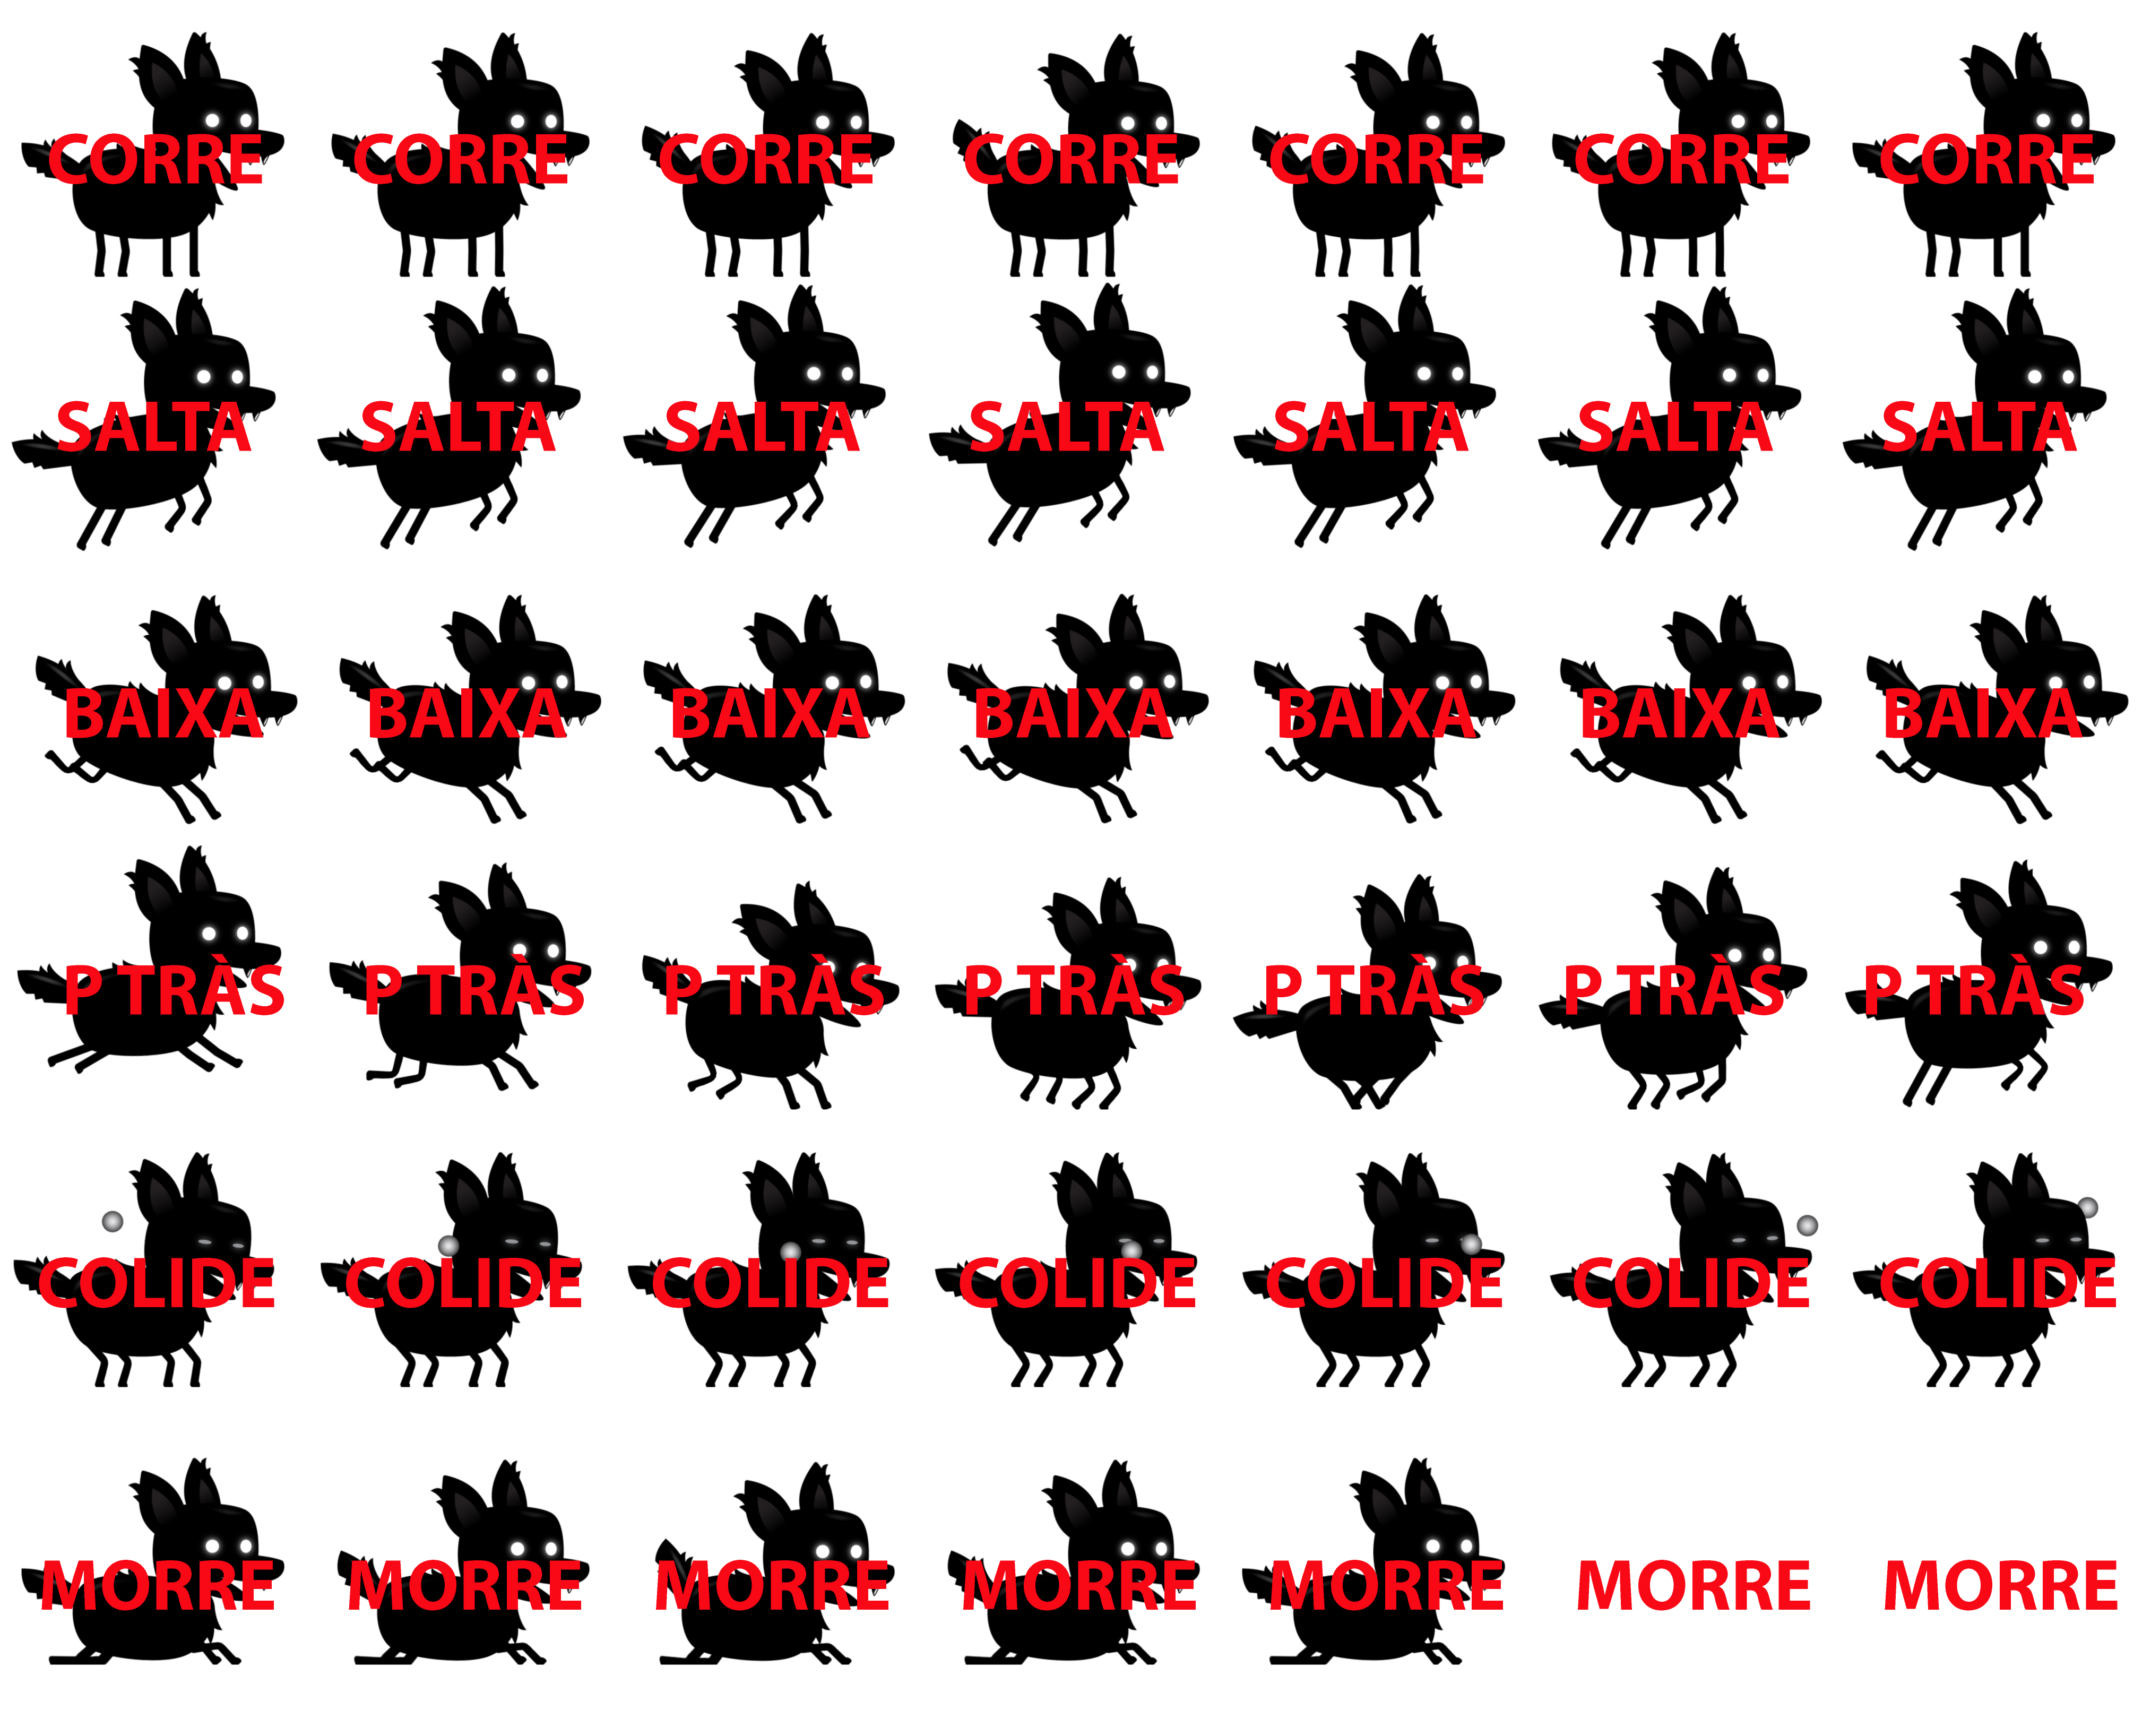 CORRE CORRE CORRE CORRE CORRE CORRE CORRE
SALTA SALTA SALTA SALTA SALTA SALTA SALTA
BAIXA BAIXA BAIXA BAIXA BAIXA BAIXA BAIXA
P TRÀS P TRÀS P TRÀS P TRÀS P TRÀS P TRÀS P TRÀS
COLIDE COLIDE COLIDE COLIDE COLIDE COLIDE COLIDE
MORRE MORRE MORRE MORRE MORRE MORRE MORRE